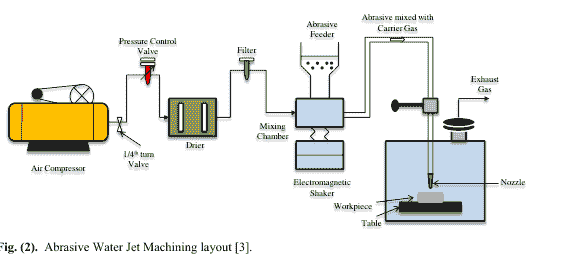 Abrasive mixed with
Carrier Gas
Abrasive
Feeder
Pressure Control
Valve
Filter
Exhaust
Gas
Mixing
Chamber
Drier
1/4th turn
Valve
Air Compressor
Electromagnetic
Shaker
Nozzle
Workpiece
Table
Fig. (2). Abrasive Water Jet Machining layout [3].